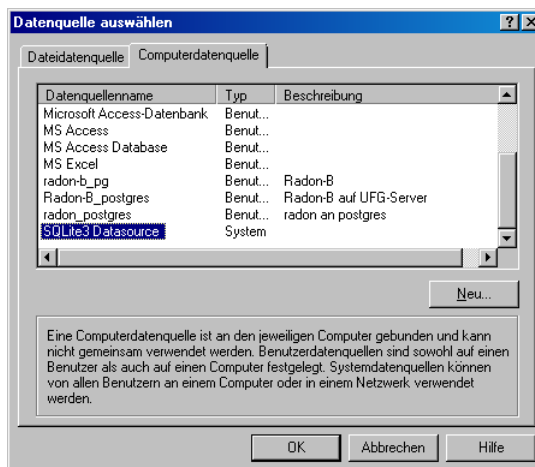 Datenquelle auswählen
Dateidatenquelle Computerdatenquelle
Datenquellenname Typ Beschreibung
Microsoft Access-Datenbank Benut...
MS Access Benut...
MS Access Database Benut...
MS Excel Benut...
radon-b_pg Benut... Radon-B
Radon-B_postgres Benut... Radon-B auf UFG-Server
radon_postgres Benut... radon an postgres
SQLite3 Datasource System
Neu...
Eine Computerdatenquelle ist an den jeweiligen Computer gebunden und kann
nicht gemeinsam verwendet werden. Benutzerdatenquellen sind sowohl auf einen
Benutzer als auch auf einen Computer festgelegt. Systemdatenquellen können
von allen Benutzern an einem Computer oder in einem Netzwerk verwendet
werden.
OK Abbrechen Hilfe